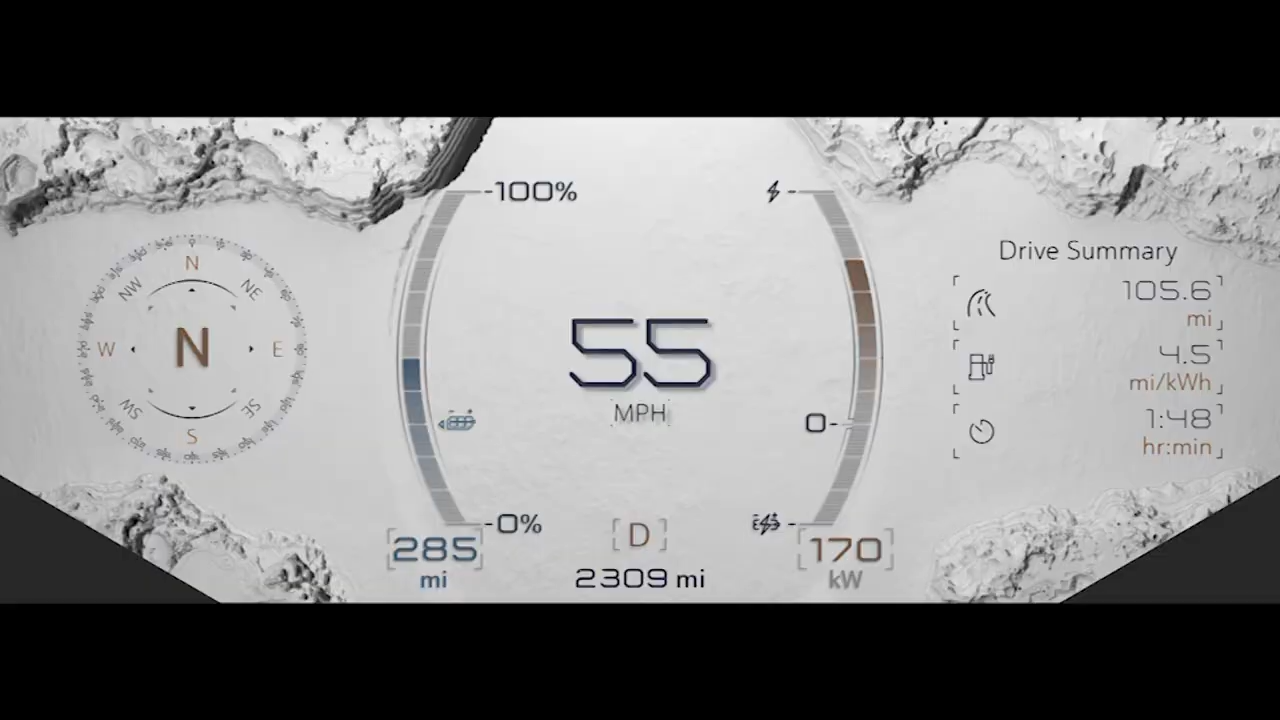 N
NW
NE
W
N
E
SW
SE
S
100%
0%
285
mi
55
MPH
D
2309 mi
0
170
kW
Drive Summary
105.6
mi
4.5
mi/kWh
1:48
hr:min